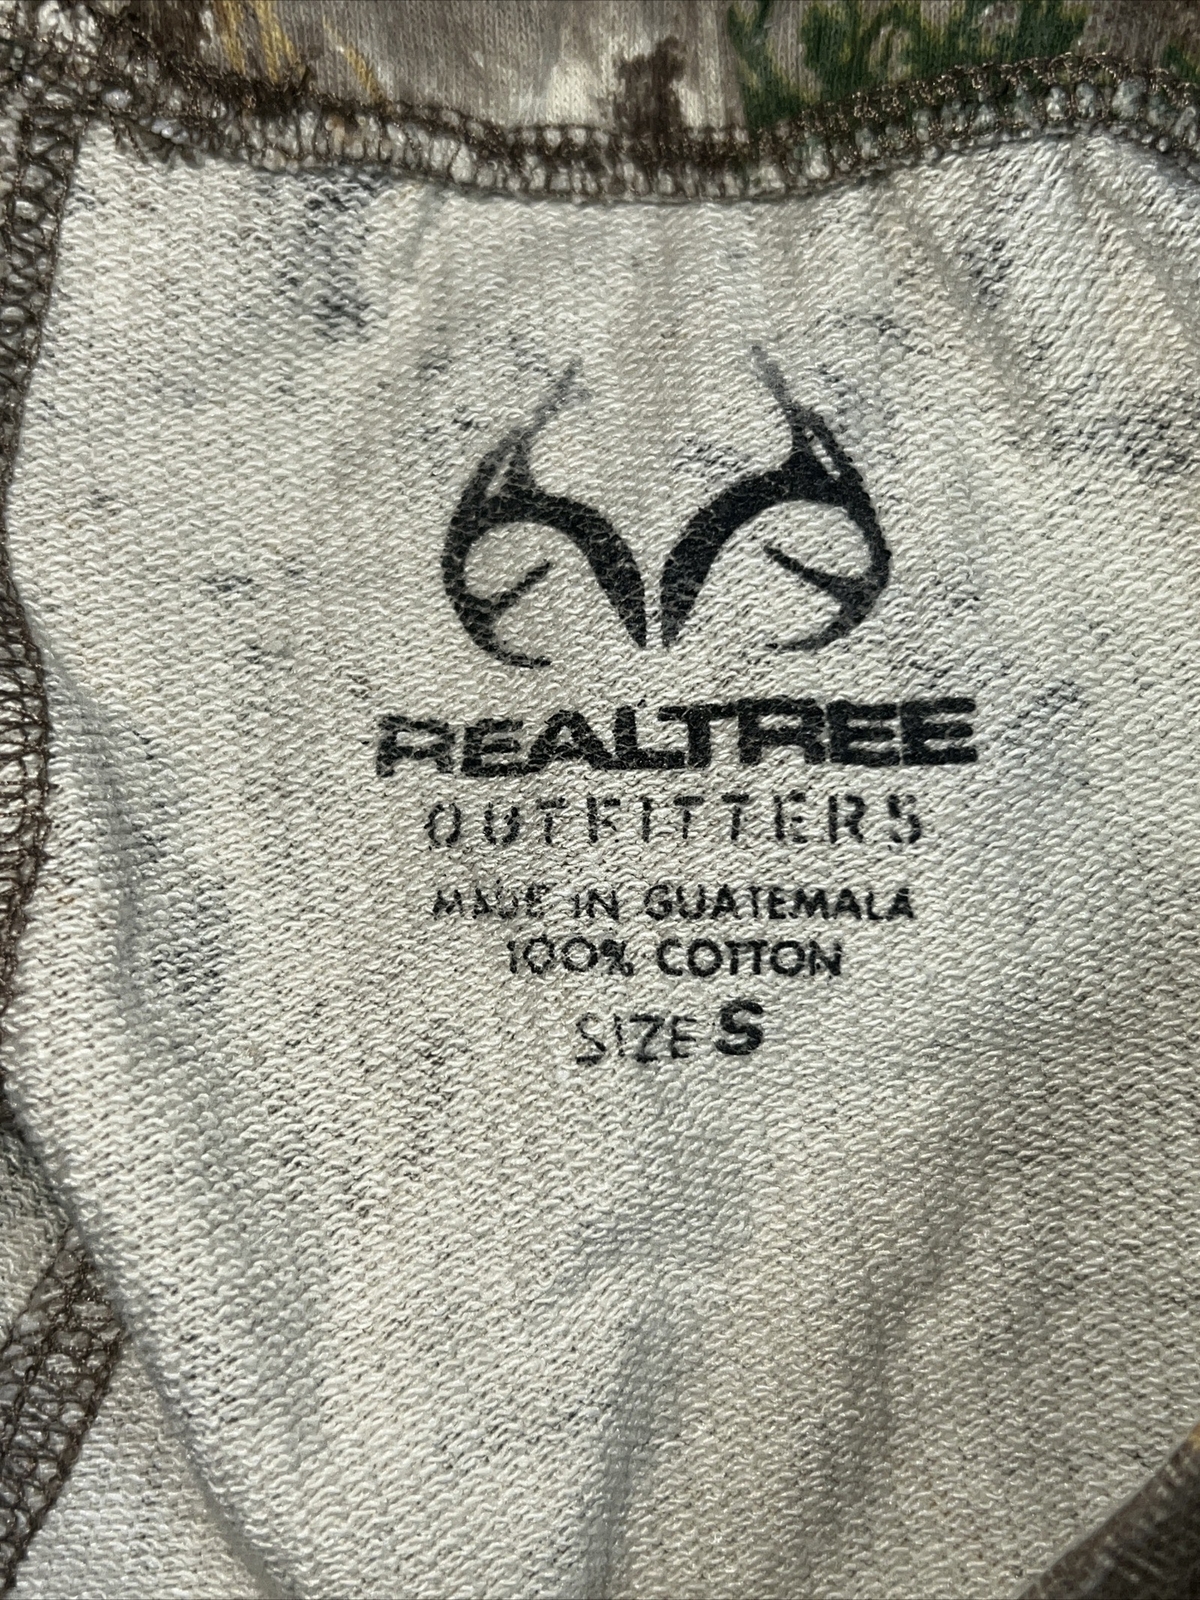 REALTREE
OUTFITTERS
MADE IN GUATEMALA
100% COTTON
SIZE S